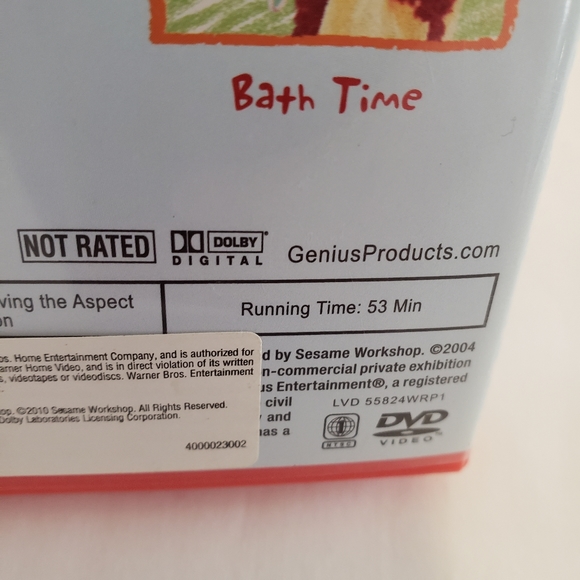 Bath Time
NOT RATED
DOLBY
DIGITAL
GeniusProducts.com
ving the Aspect
on
Running Time: 53 Min
os. Home Entertainment Company, and is authorized for
arner Home Video, and is in direct violation of its written
s, videotapes or videodiscs. Warner Bros. Entertainment
op. ©2010 Sesame Workshop. All Rights Reserved.
Dolby Laboratories Licensing Corporation.
4000023002
d by Sesame Workshop. ©2004
n-commercial private exhibition
us Entertainment®, a registered
civil
y and
has a
LVD 55824WRP1
1
NTSC
DVD
VIDEO™